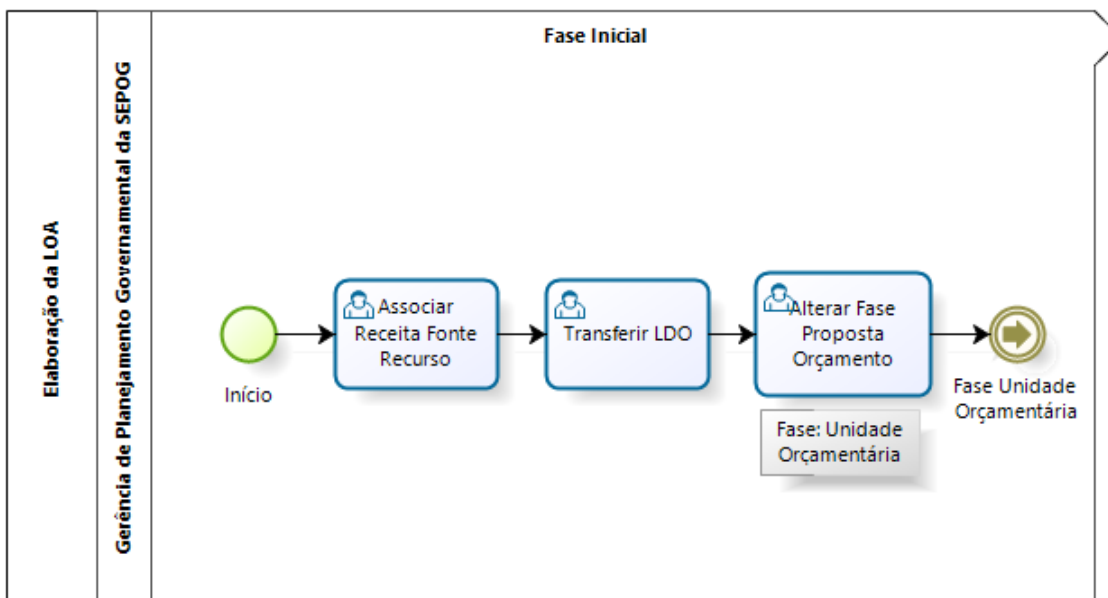 Elaboração da LOA
Gerência de Planejamento Governamental da SEPOG
Fase Inicial
Início
Associar
Receita Fonte
Recurso
Transferir LDO
Alterar Fase
Proposta
Orçamento
Fase: Unidade
Orçamentária
Fase Unidade
Orçamentária